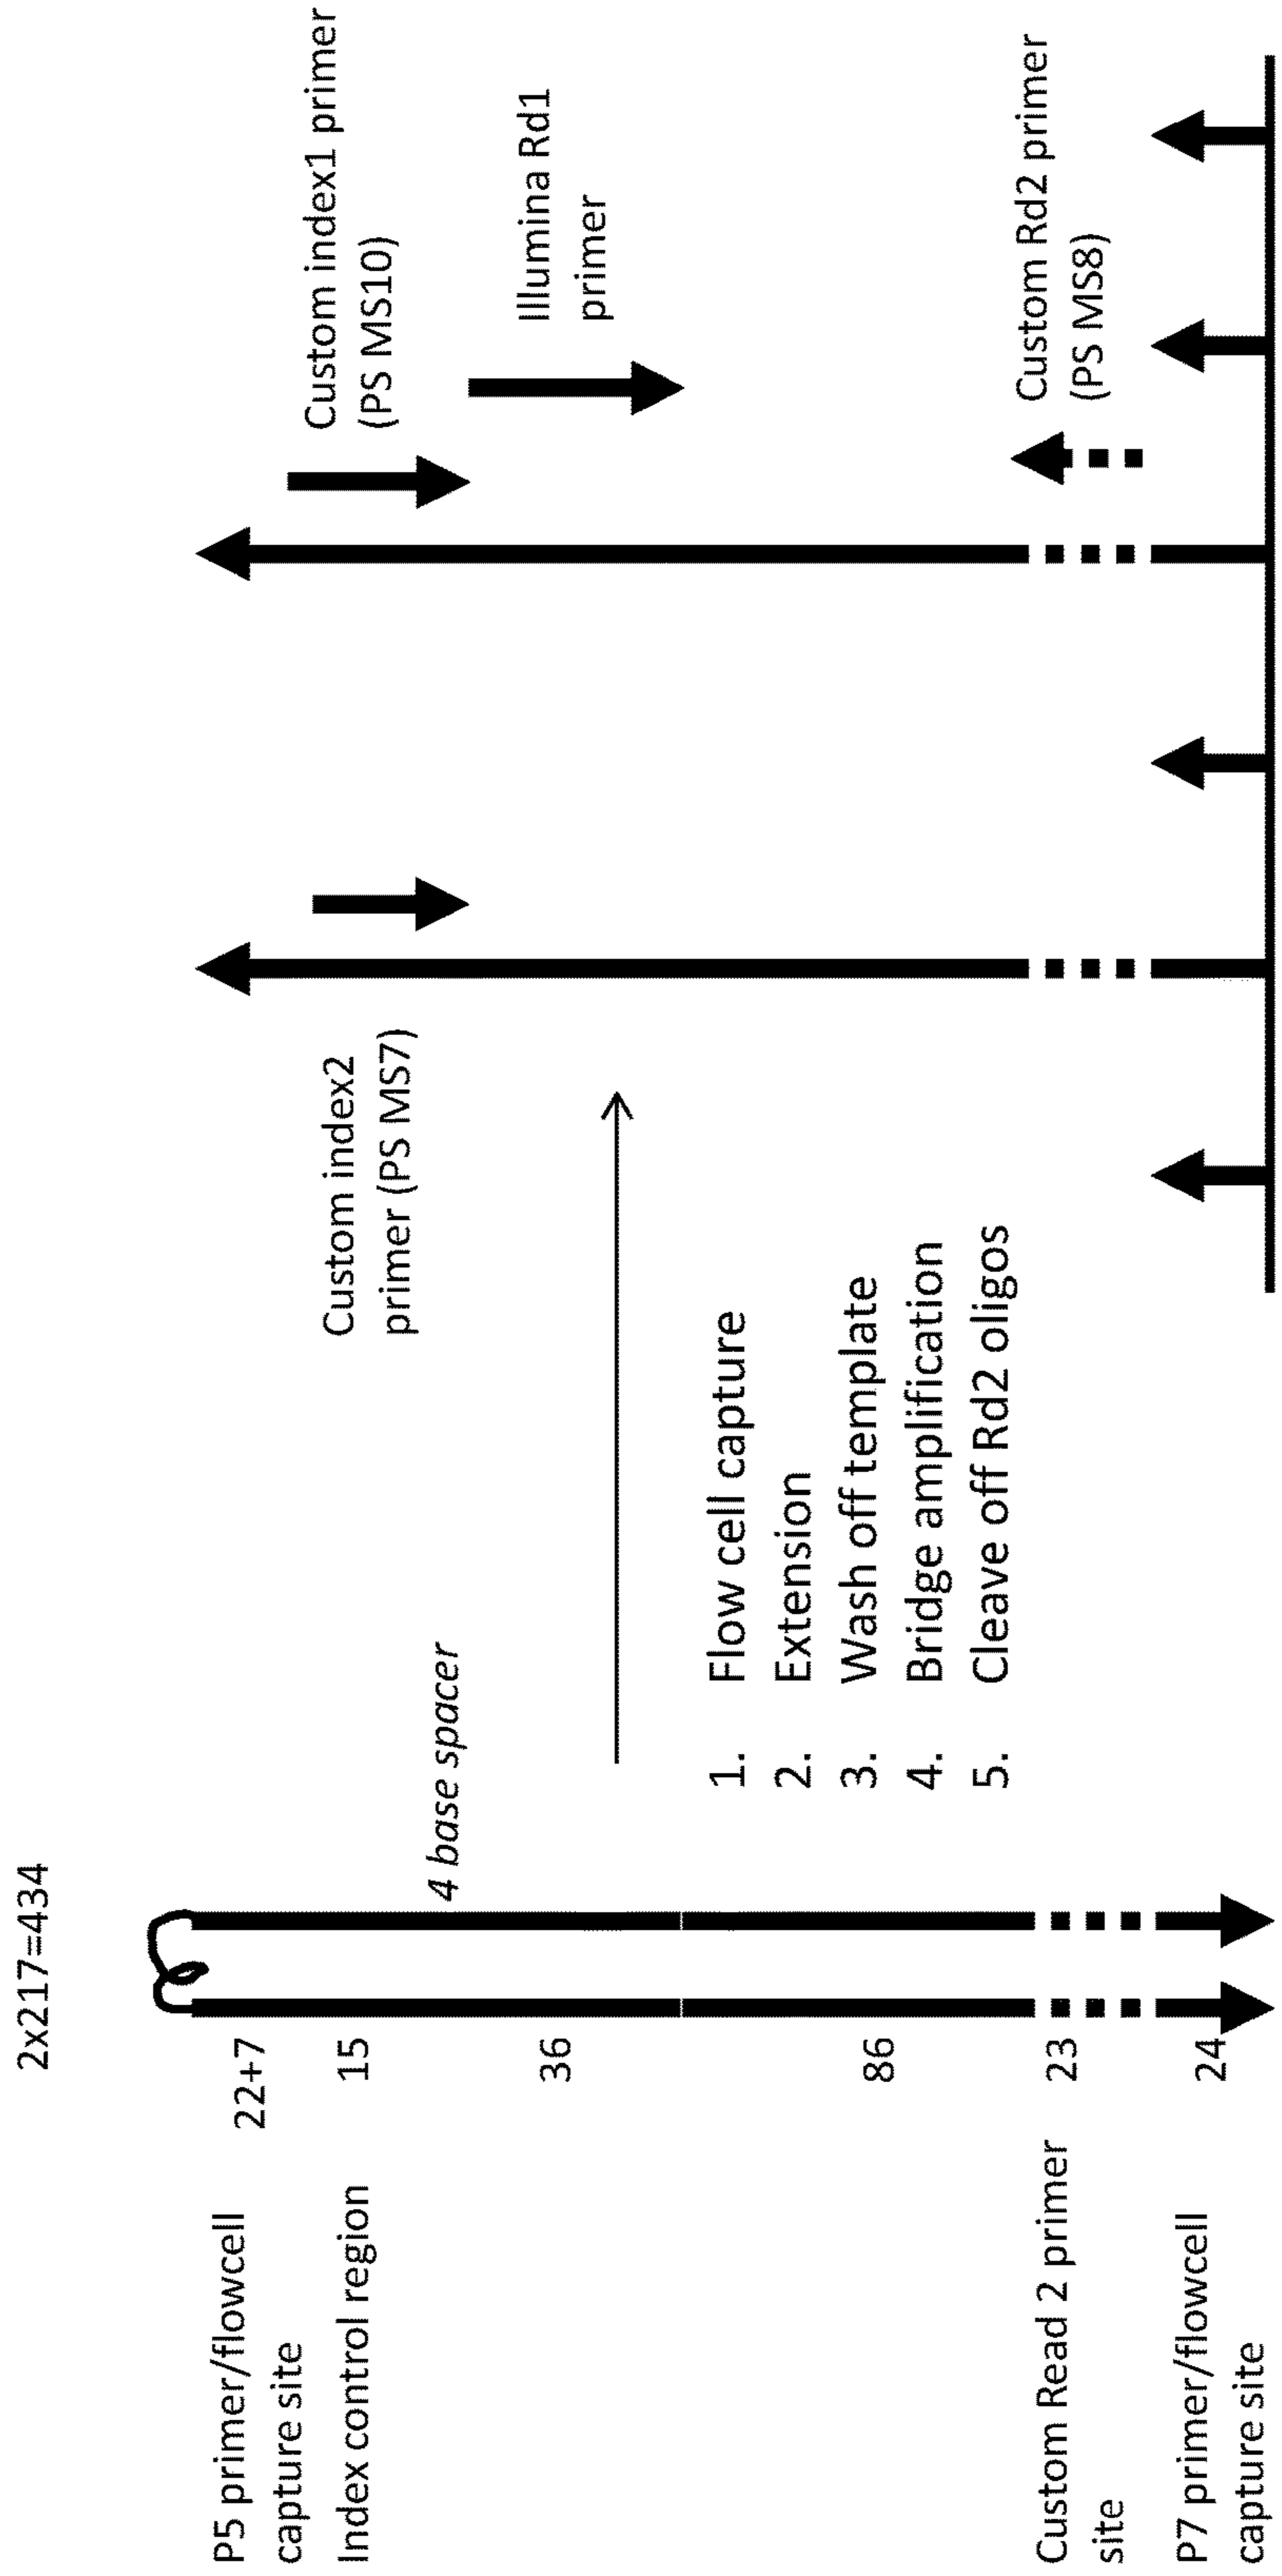 2x217=434
P5 primer/flowcell
capture site
22+7
Index control region
15
4 base spacer
36
86
Custom Read 2 primer
site
23
P7 primer/flowcell
capture site
24
1. Flow cell capture
2. Extension
3. Wash off template
4. Bridge amplification
5. Cleave off Rd2 oligos
Custom index2
primer (PS MS7)
Custom index1 primer
(PS MS10)
Illumina Rd1
primer
Custom Rd2 primer
(PS MS8)